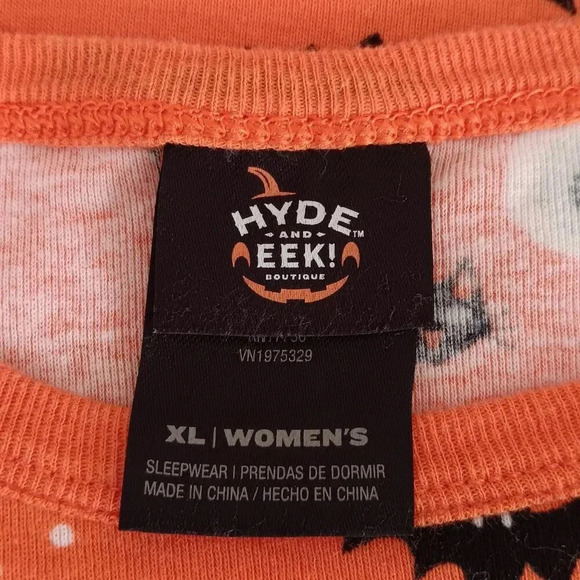 HYDE
AND
EEK!
BOUTIQUE
TM
VN1975329
XL | WOMEN'S
SLEEPWEAR | PRENDAS DE DORMIR
MADE IN CHINA / HECHO EN CHINA